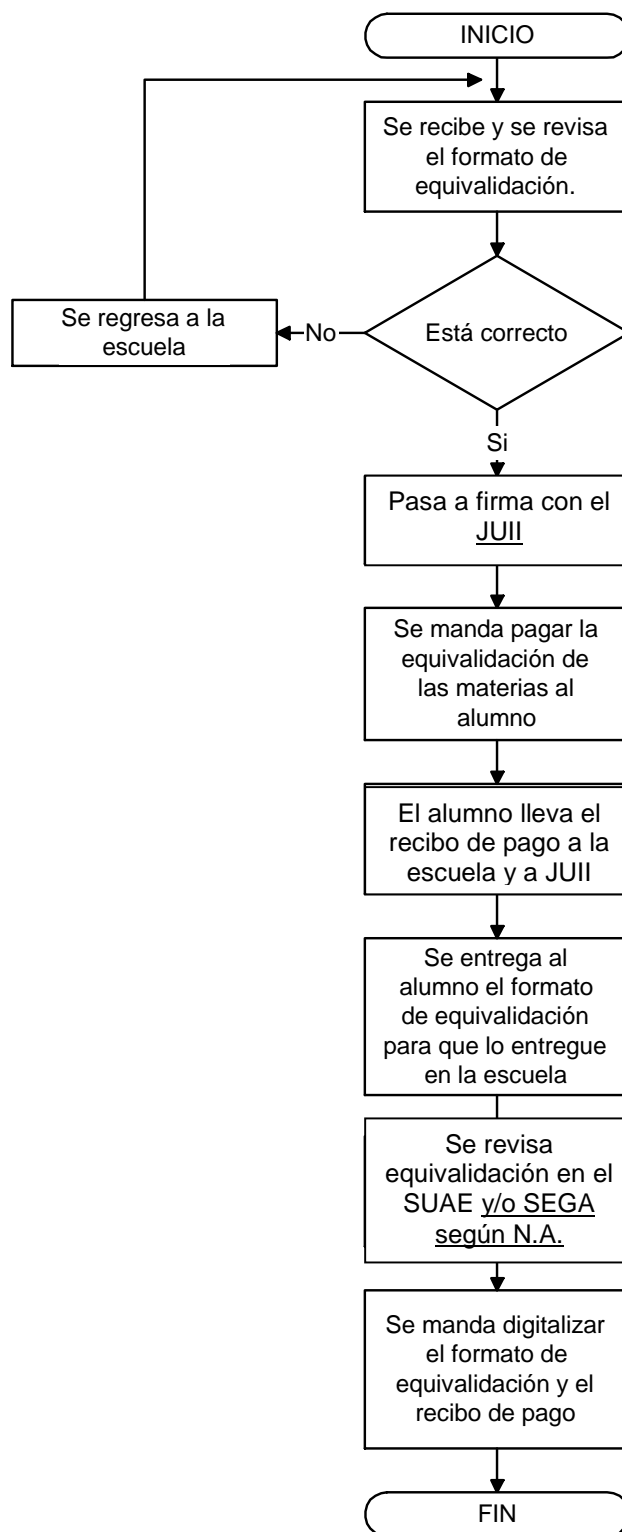 INICIO
Se recibe y se revisa
el formato de
equivalidación.
Está correcto
No
Se regresa a la
escuela
Si
Pasa a firma con el
JUII
Se manda pagar la
equivalidación de
las materias al
alumno
El alumno lleva el
recibo de pago a la
escuela y a JUII
Se entrega al
alumno el formato
de equivalidación
para que lo entregue
en la escuela
Se revisa
equivalidación en el
SUAE y/o SEGA
según N.A.
Se manda digitalizar
el formato de
equivalidación y el
recibo de pago
FIN